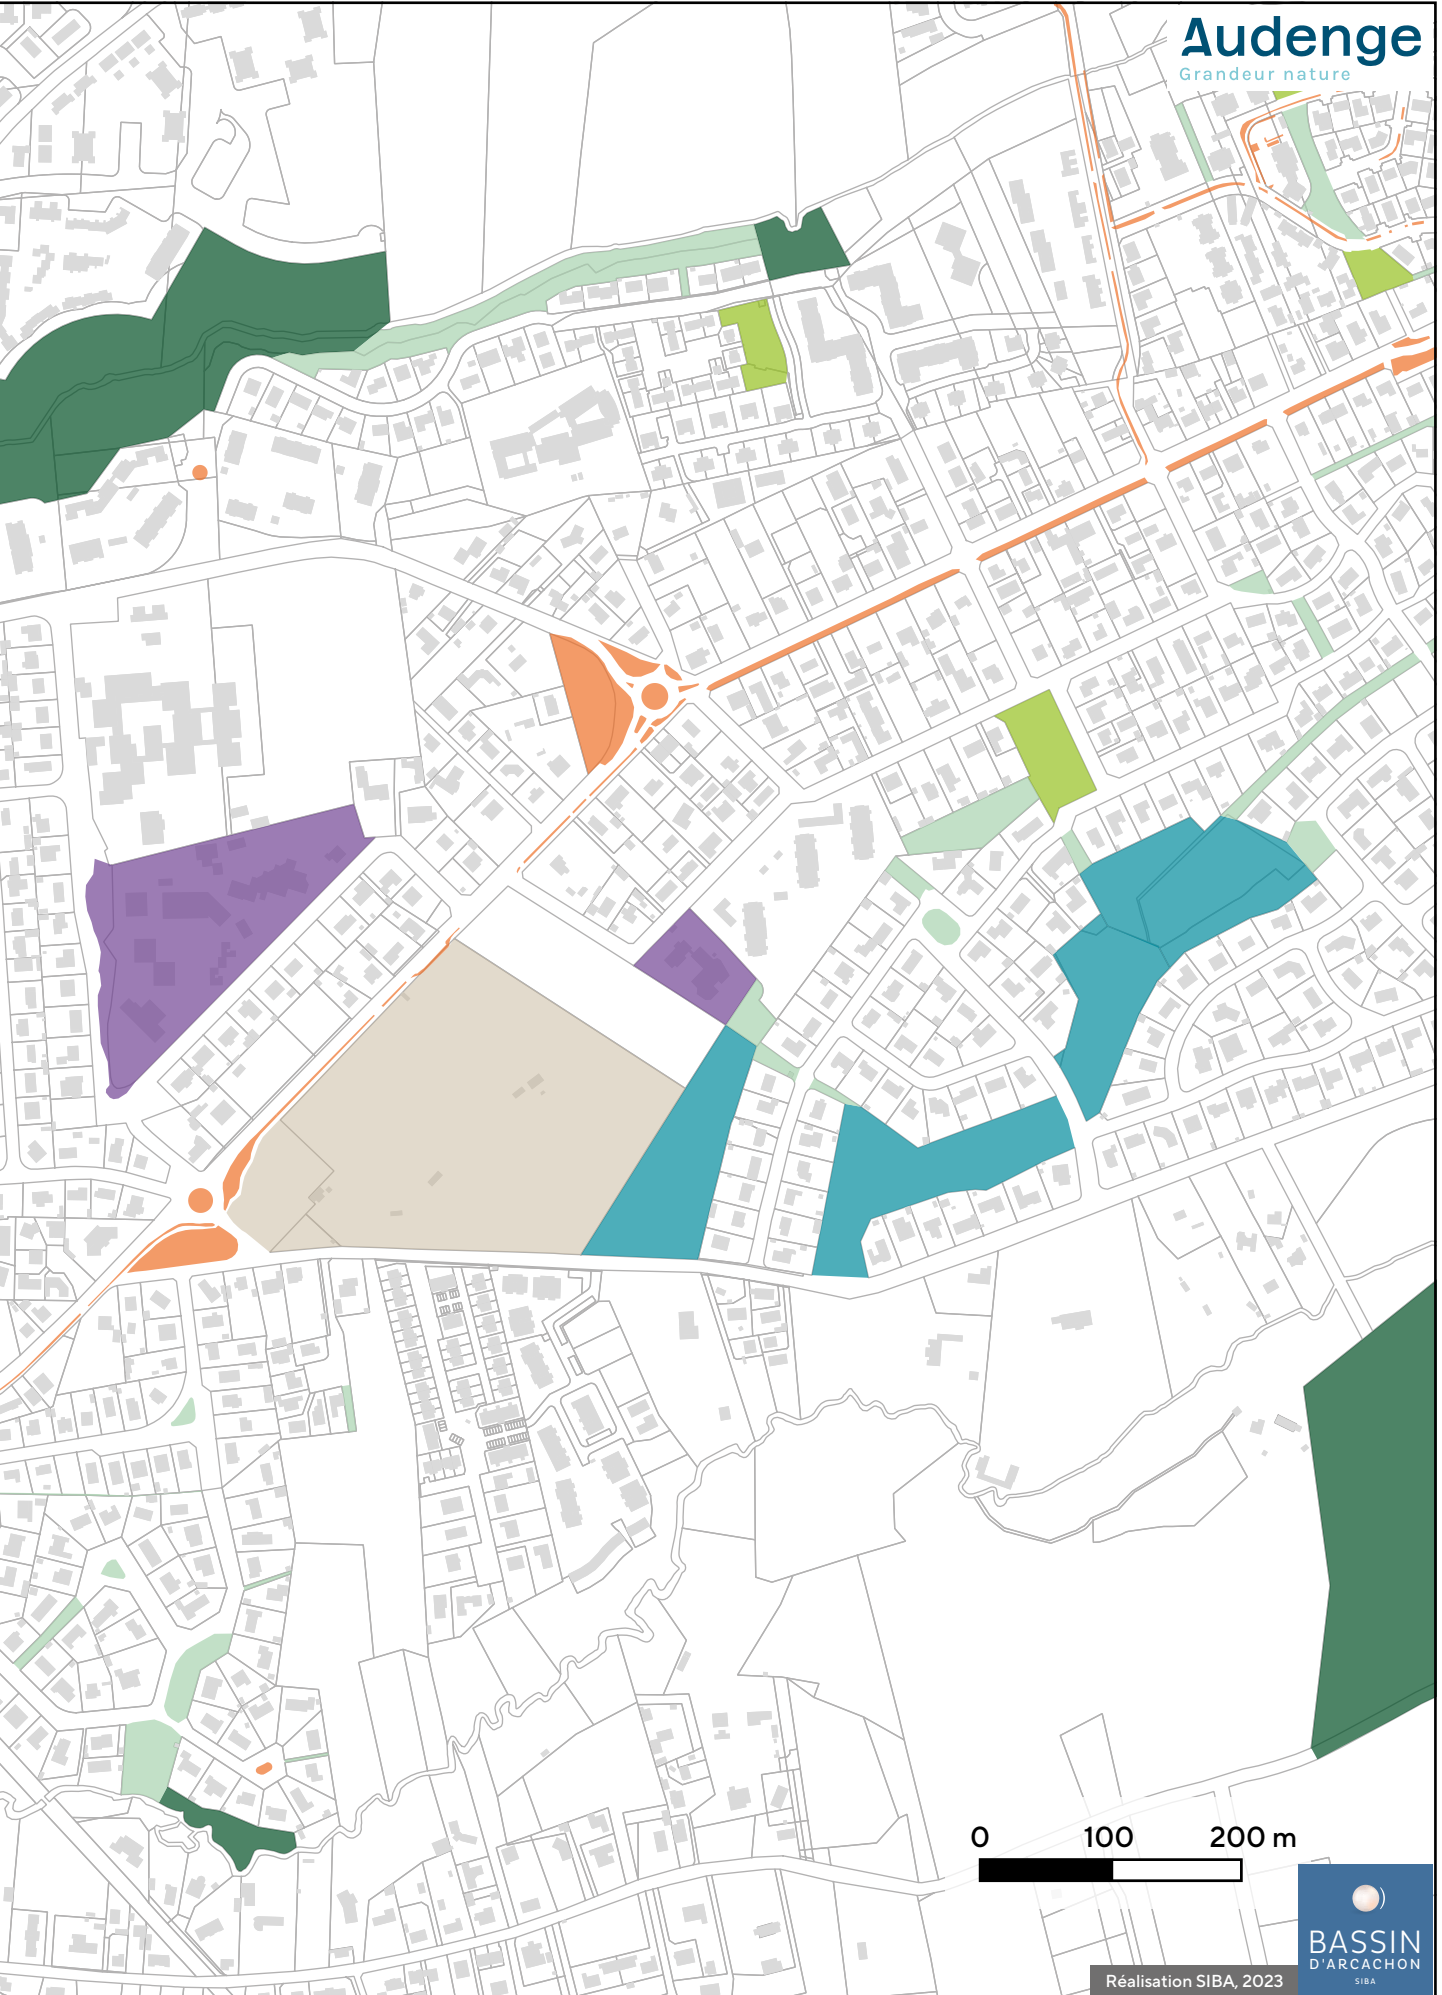 Audenge
Grandeur nature
0 100 200 m
BASSIN
D'ARCACHON
SIBA
Réalisation SIBA, 2023